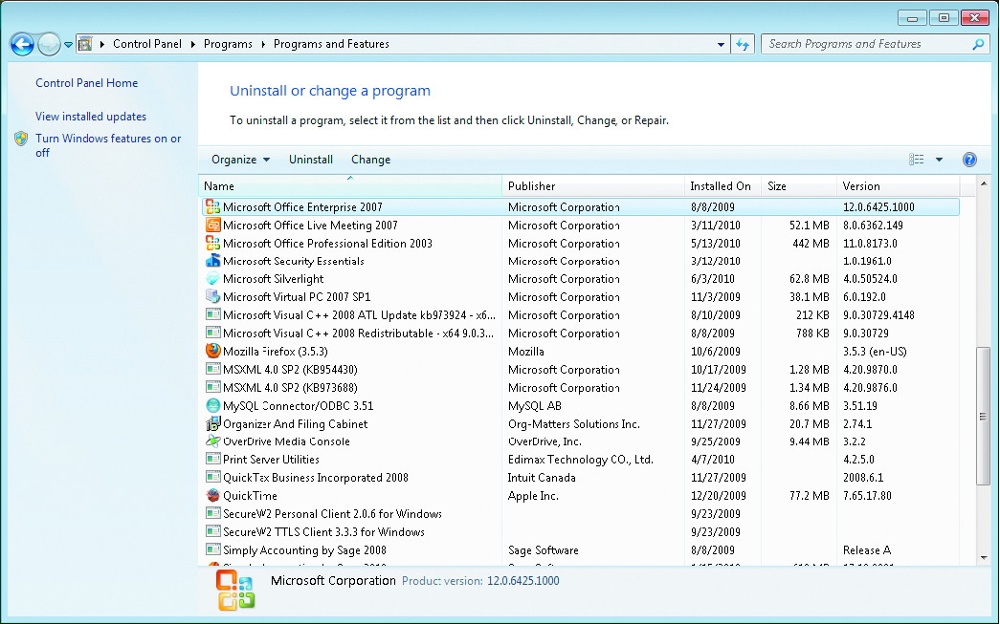 Control Panel Programs Programs and Features Search Programs and Features
Control Panel Home
View installed updates
Turn Windows features on or
off
Uninstall or change a program
To uninstall a program, select it from the list and then click Uninstall, Change, or Repair.
Organize Uninstall Change
Name Publisher Installed On Size Version
Microsoft Office Enterprise 2007 Microsoft Corporation 8/8/2009 12.0.6425.1000
Microsoft Office Live Meeting 2007 Microsoft Corporation 3/11/2010 52.1 MB 8.0.6362.149
Microsoft Office Professional Edition 2003 Microsoft Corporation 5/13/2010 442 MB 11.0.8173.0
Microsoft Security Essentials Microsoft Corporation 3/12/2010 1.0.1961.0
Microsoft Silverlight Microsoft Corporation 6/3/2010 62.8 MB 4.0.50524.0
Microsoft Virtual PC 2007 SP1 Microsoft Corporation 11/3/2009 38.1 MB 6.0.192.0
Microsoft Visual C++ 2008 ATL Update kb973924 - x6... Microsoft Corporation 8/10/2009 212 KB 9.0.30729.4148
Microsoft Visual C++ 2008 Redistributable - x64 9.0.3... Microsoft Corporation 8/8/2009 788 KB 9.0.30729
Mozilla Firefox (3.5.3) Mozilla 10/6/2009 3.5.3 (en-US)
MSXML 4.0 SP2 (KB954430) Microsoft Corporation 10/17/2009 1.28 MB 4.20.9870.0
MSXML 4.0 SP2 (KB973688) Microsoft Corporation 11/24/2009 1.34 MB 4.20.9876.0
MySQL Connector/ODBC 3.51 MySQL AB 8/8/2009 8.66 MB 3.51.19
Organizer And Filing Cabinet Org-Matters Solutions Inc. 11/27/2009 20.7 MB 2.74.1
OverDrive Media Console OverDrive, Inc. 9/25/2009 9.44 MB 3.2.2
Print Server Utilities Edimax Technology CO., Ltd. 4/7/2010 4.2.5.0
QuickTax Business Incorporated 2008 Intuit Canada 11/27/2009 2008.6.1
QuickTime Apple Inc. 12/20/2009 77.2 MB 7.65.17.80
SecureW2 Personal Client 2.0.6 for Windows 9/23/2009
SecureW2 TTLS Client 3.3.3 for Windows 9/23/2009
Simply Accounting by Sage 2008 Sage Software 8/8/2009 Release A
Microsoft Corporation Product version: 12.0.6425.1000